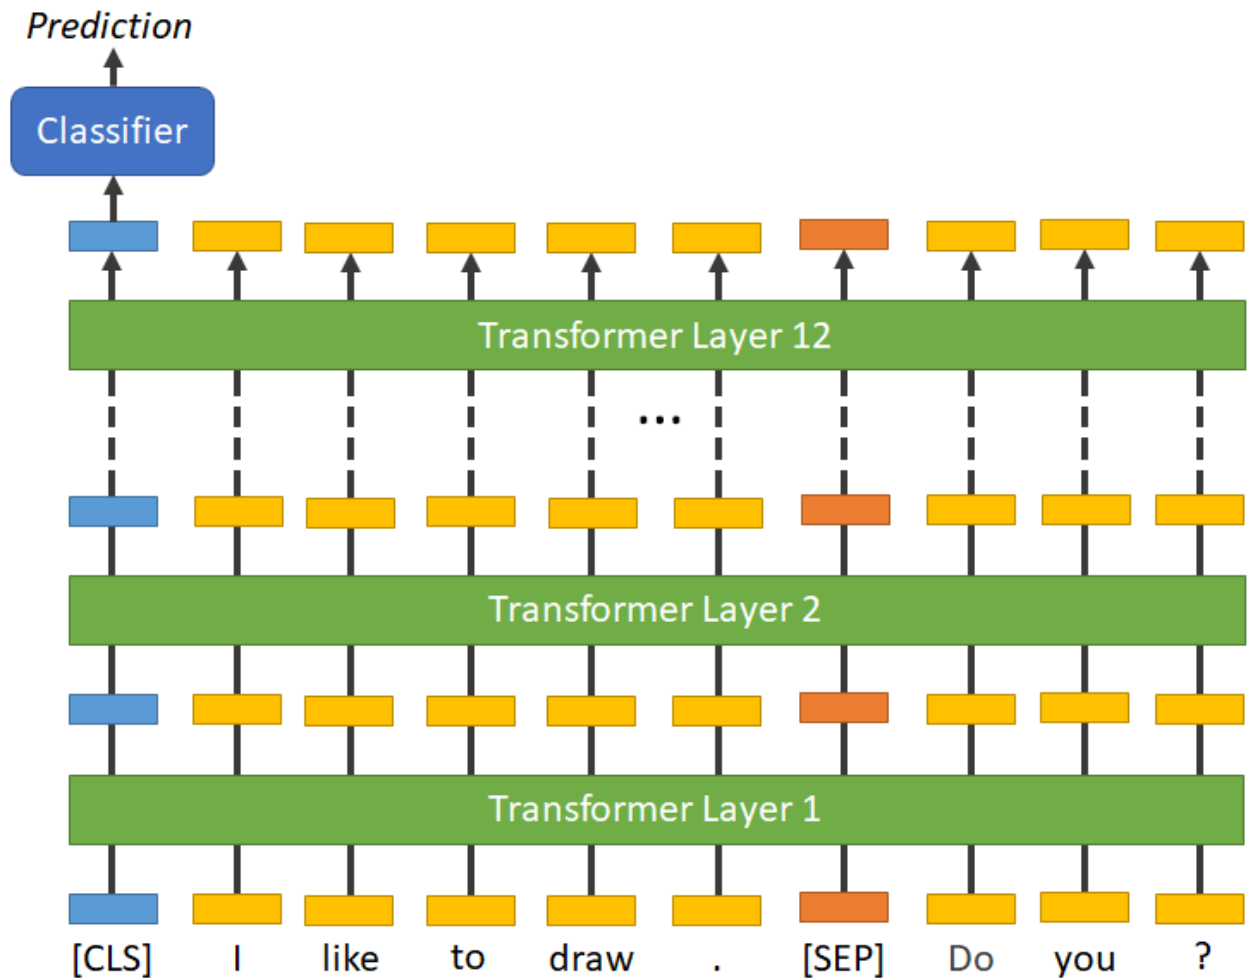 Prediction
Classifier
Transformer Layer 12
...
Transformer Layer 2
Transformer Layer 1
[CLS] I like to draw . [SEP] Do you ?